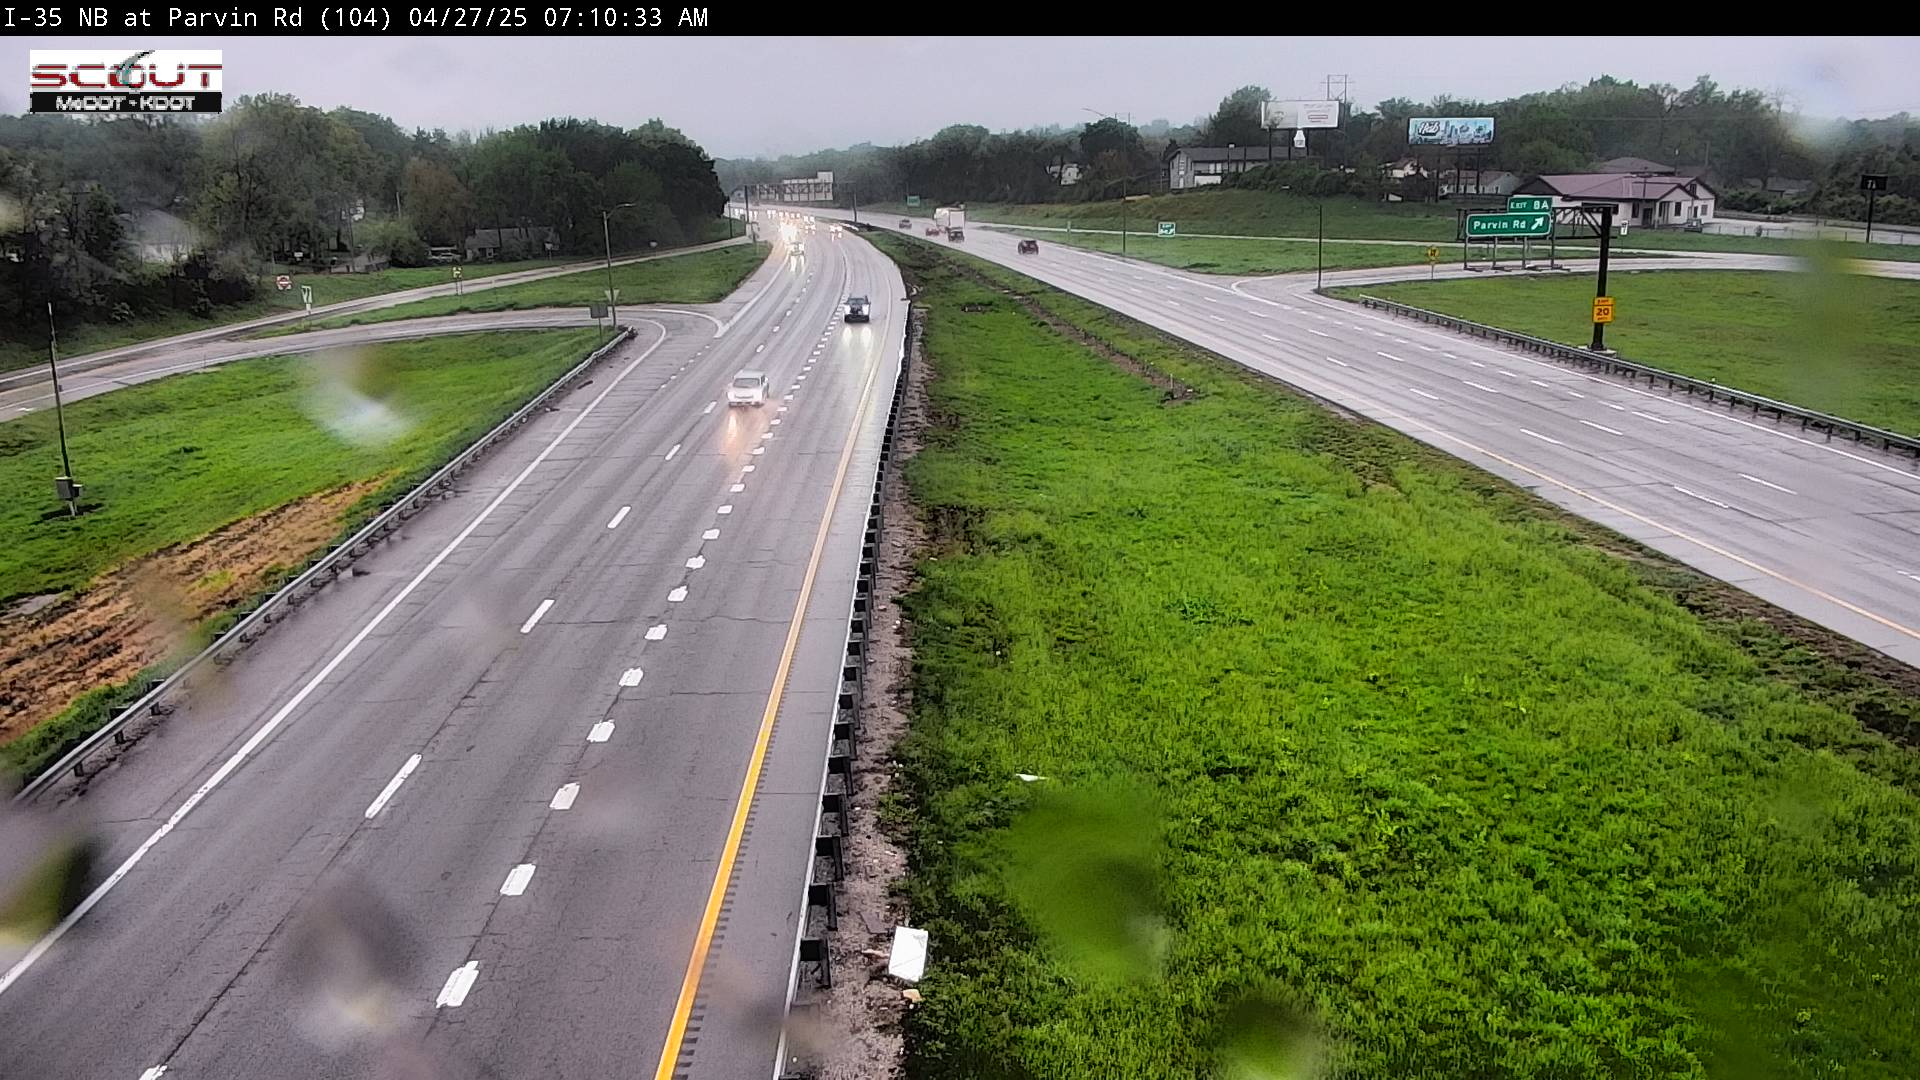 I-35 NB at Parvin Rd (104) 04/27/25 07:10:33 AM
SCOUT
MoDOT - KDOT
EXIT 8A
Parvin Rd
20